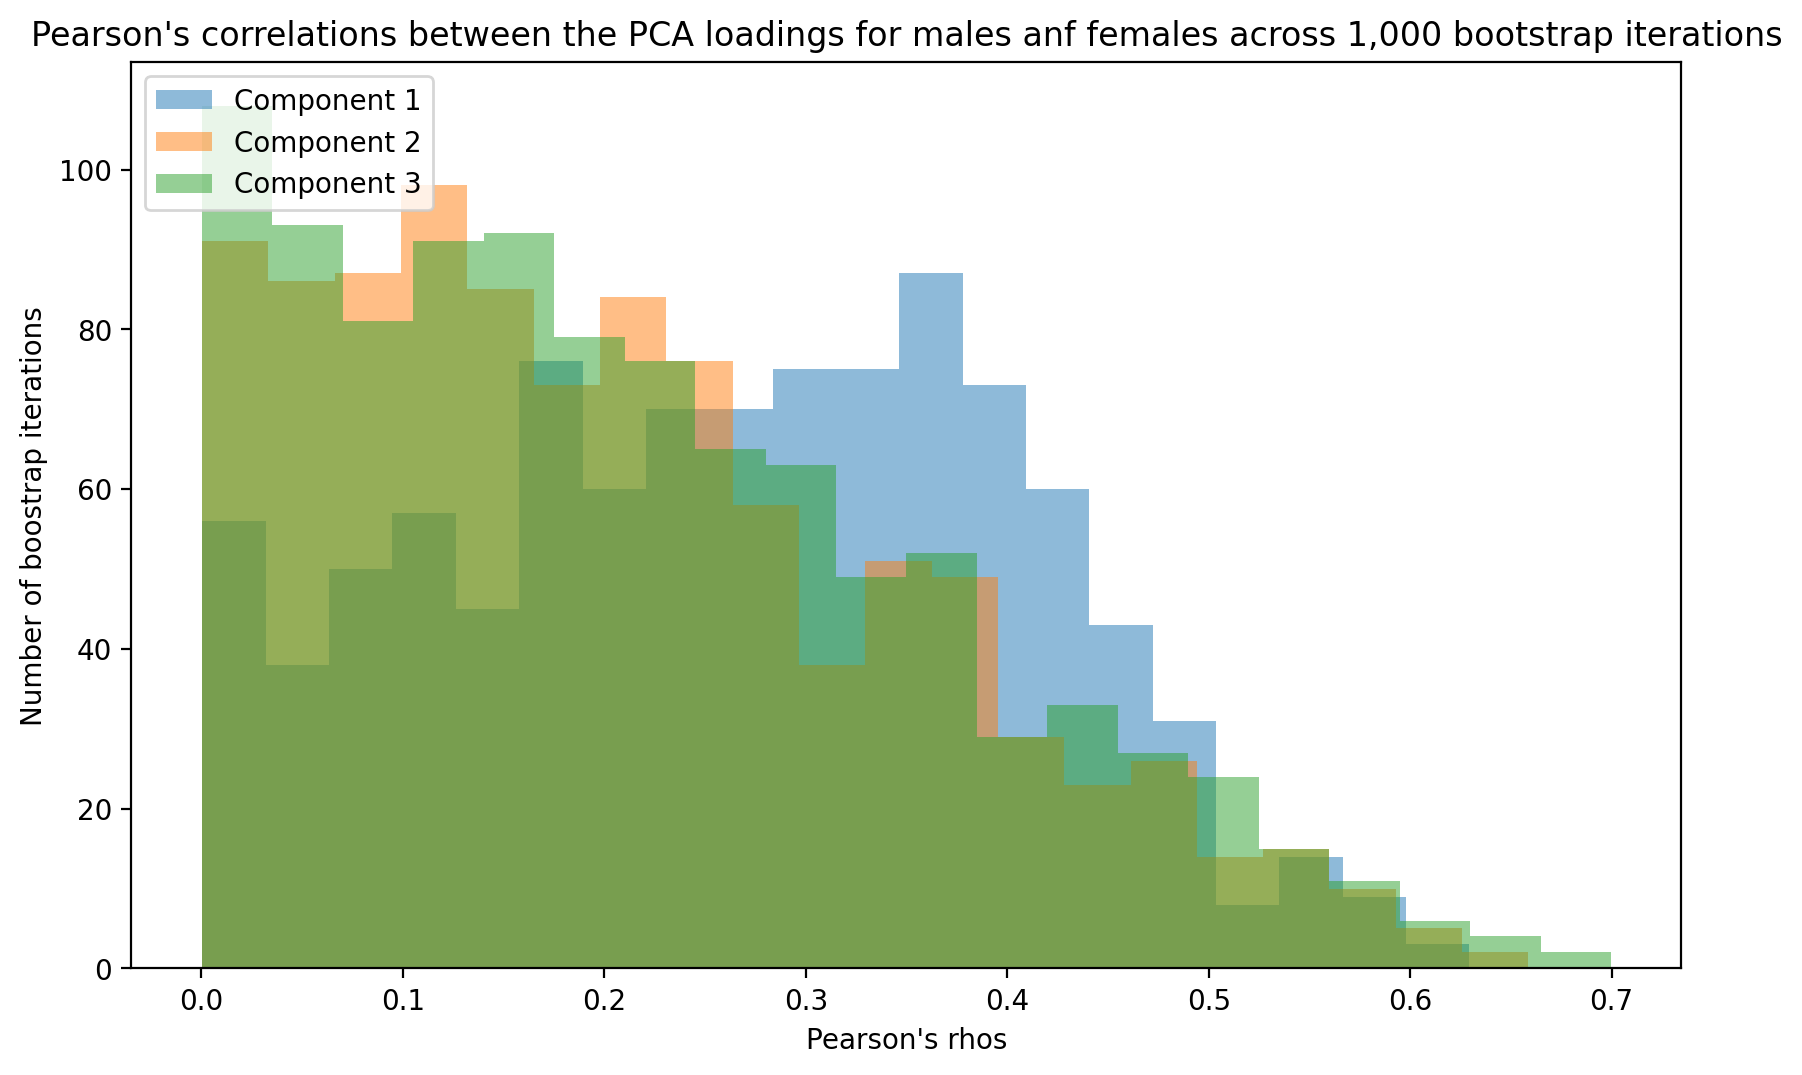 Pearson's correlations between the PCA loadings for males anf females across 1,000 bootstrap iterations
Component 1
Component 2
Component 3
100
80
60
40
20
0
Number of boostrap iterations
0.0 0.1 0.2 0.3 0.4 0.5 0.6 0.7
Pearson's rhos